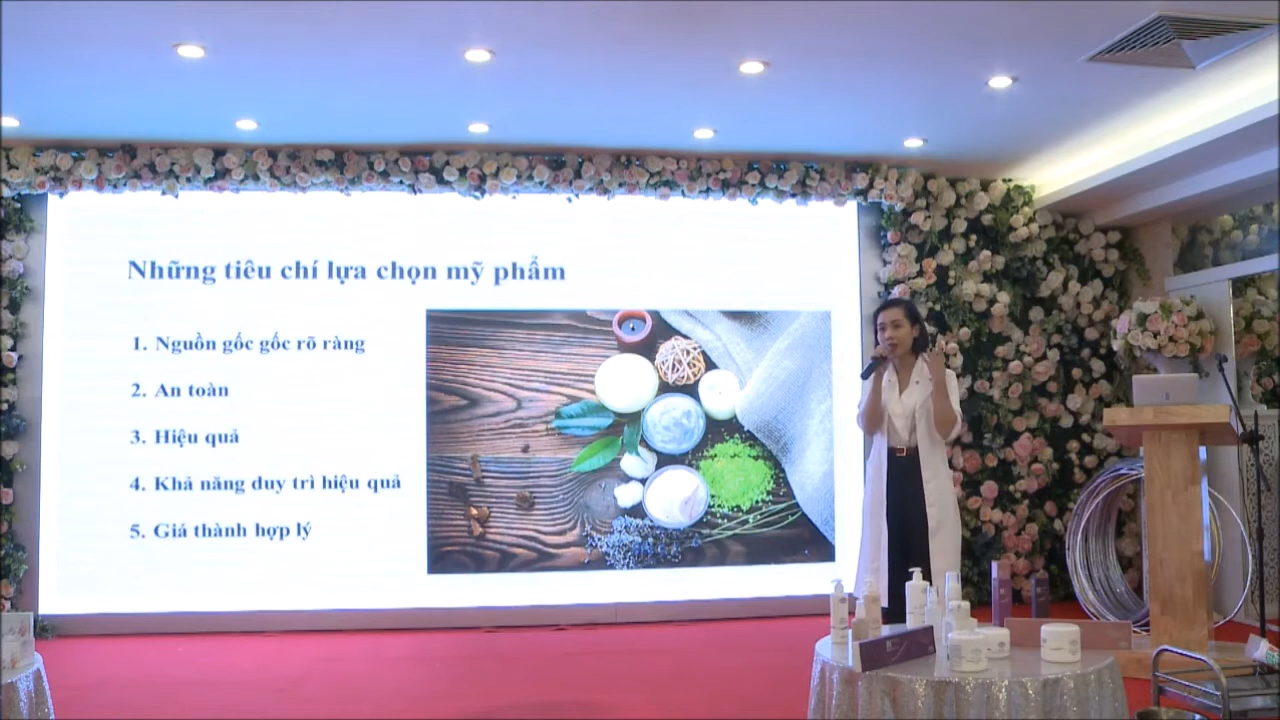 Những tiêu chí lựa chọn mỹ phẩm
1. Nguồn gốc gốc rõ ràng
2. An toàn
3. Hiệu quả
4. Khả năng duy trì hiệu quả
5. Giá thành hợp lý